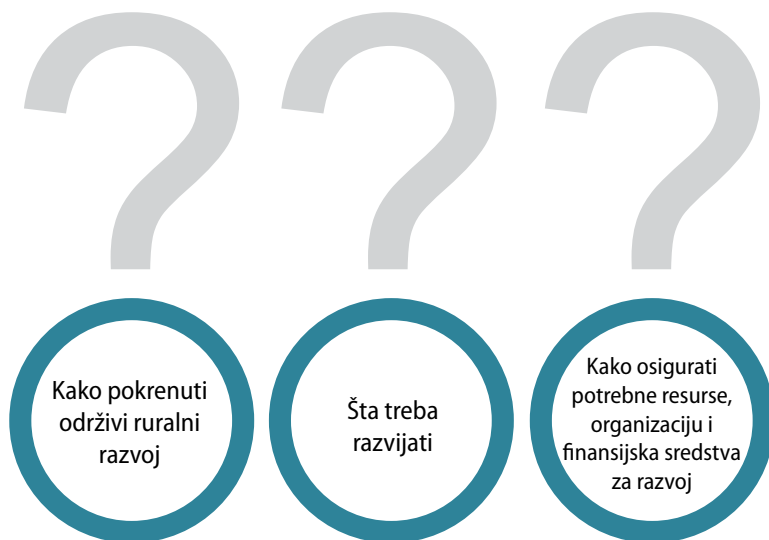 ?
?
?
Kako pokrenuti
održivi ruralni
razvoj
Šta treba
razvijati
Kako osigurati
potrebne resurse,
organizaciju i
finansijska sredstva
za razvoj